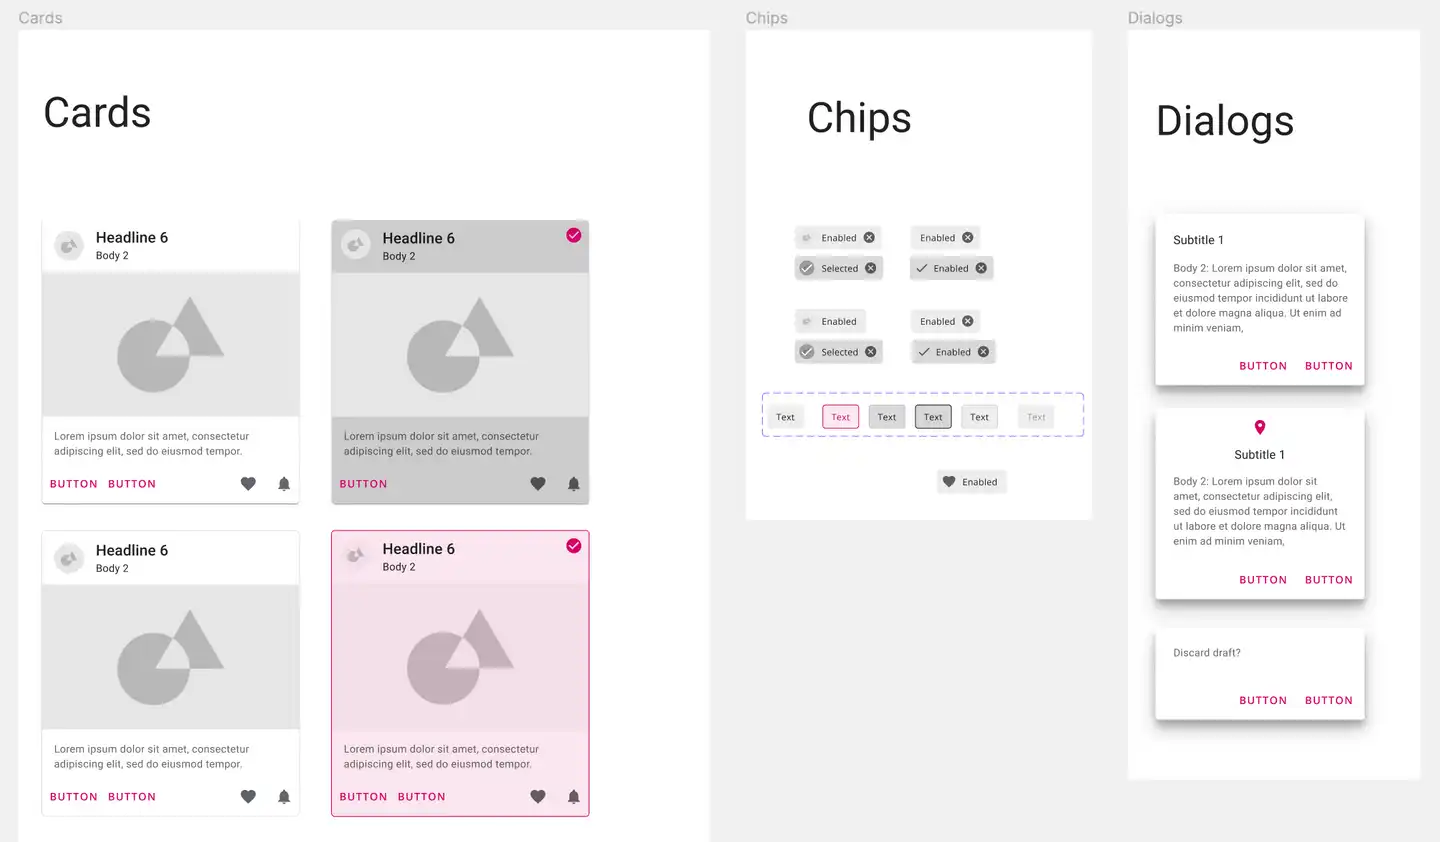 Cards
Cards
Headline 6
Body 2
Lorem ipsum dolor sit amet, consectetur
adipiscing elit, sed do eiusmod tempor.
BUTTON BUTTON
Headline 6
Body 2
Lorem ipsum dolor sit amet, consectetur
adipiscing elit, sed do eiusmod tempor.
BUTTON
Headline 6
Body 2
Lorem ipsum dolor sit amet, consectetur
adipiscing elit, sed do eiusmod tempor.
BUTTON BUTTON
Headline 6
Body 2
Lorem ipsum dolor sit amet, consectetur
adipiscing elit, sed do eiusmod tempor.
BUTTON BUTTON
Chips
Chips
Enabled Enabled
Selected Enabled
Enabled Enabled
Selected Enabled
Text Text Text Text Text Text
Enabled
Dialogs
Dialogs
Subtitle 1
Body 2: Lorem ipsum dolor sit amet,
consectetur adipiscing elit, sed do
eiusmod tempor incididunt ut labore
et dolore magna aliqua. Ut enim ad
minim veniam,
BUTTON BUTTON
Subtitle 1
Body 2: Lorem ipsum dolor sit
amet, consectetur adipiscing elit,
sed do eiusmod tempor incididunt
ut labore et dolore magna aliqua. Ut
enim ad minim veniam,
BUTTON BUTTON
Discard draft?
BUTTON BUTTON